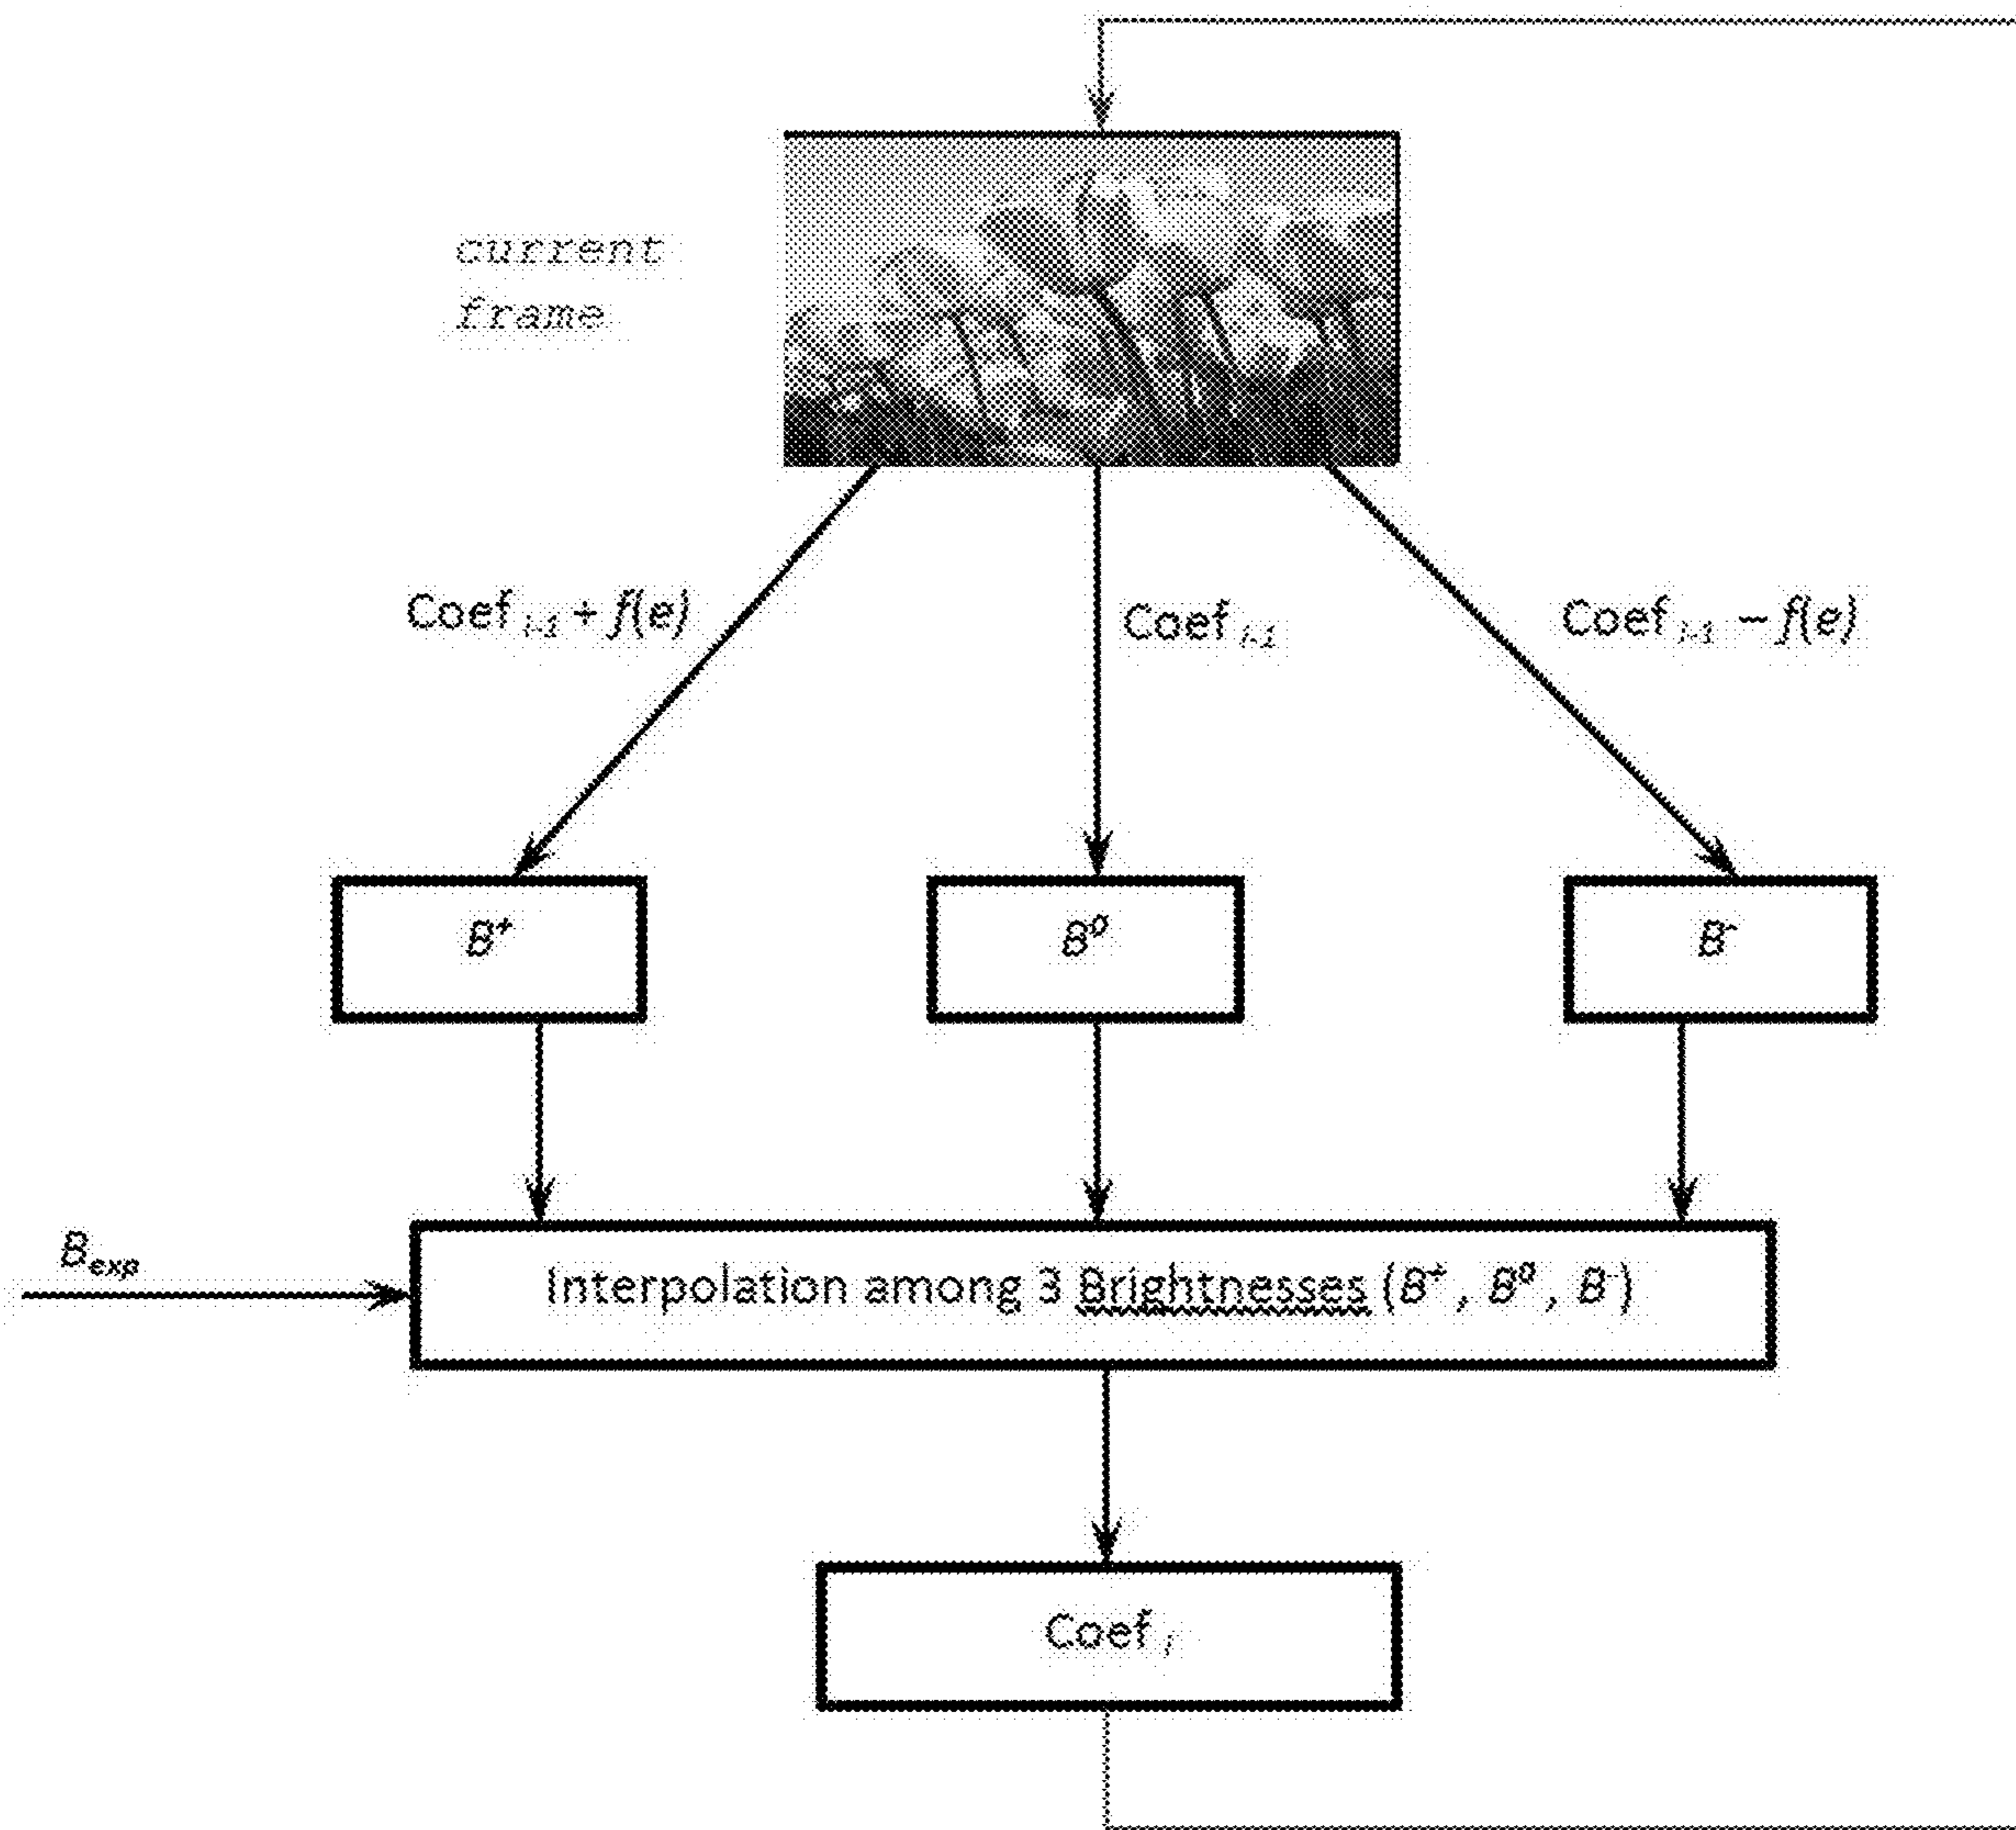 current
frame
Coef i-1 + f(e)
Coef i-1
Coef i-1 – f(e)
B+
B0
B-
Bexp
Interpolation among 3 Brightnesses (B+, B0, B-)
Coef i